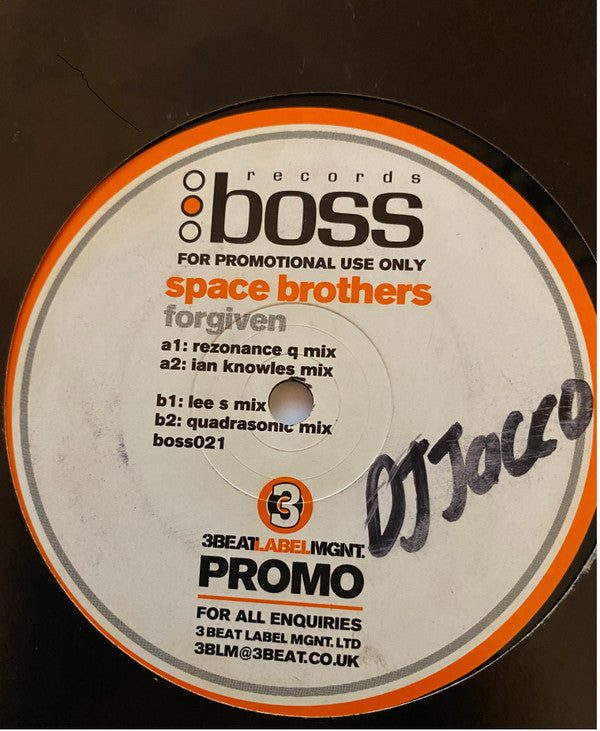 records
boss
FOR PROMOTIONAL USE ONLY
space brothers
forgiven
a1: rezonance q mix
a2: ian knowles mix
b1: lee s mix
b2: quadrasonic mix
boss021
DJ Jacco
3
3BEATLABELMGNT.
PROMO
FOR ALL ENQUIRIES
3 BEAT LABEL MGNT. LTD
3BLM@3BEAT.CO.UK